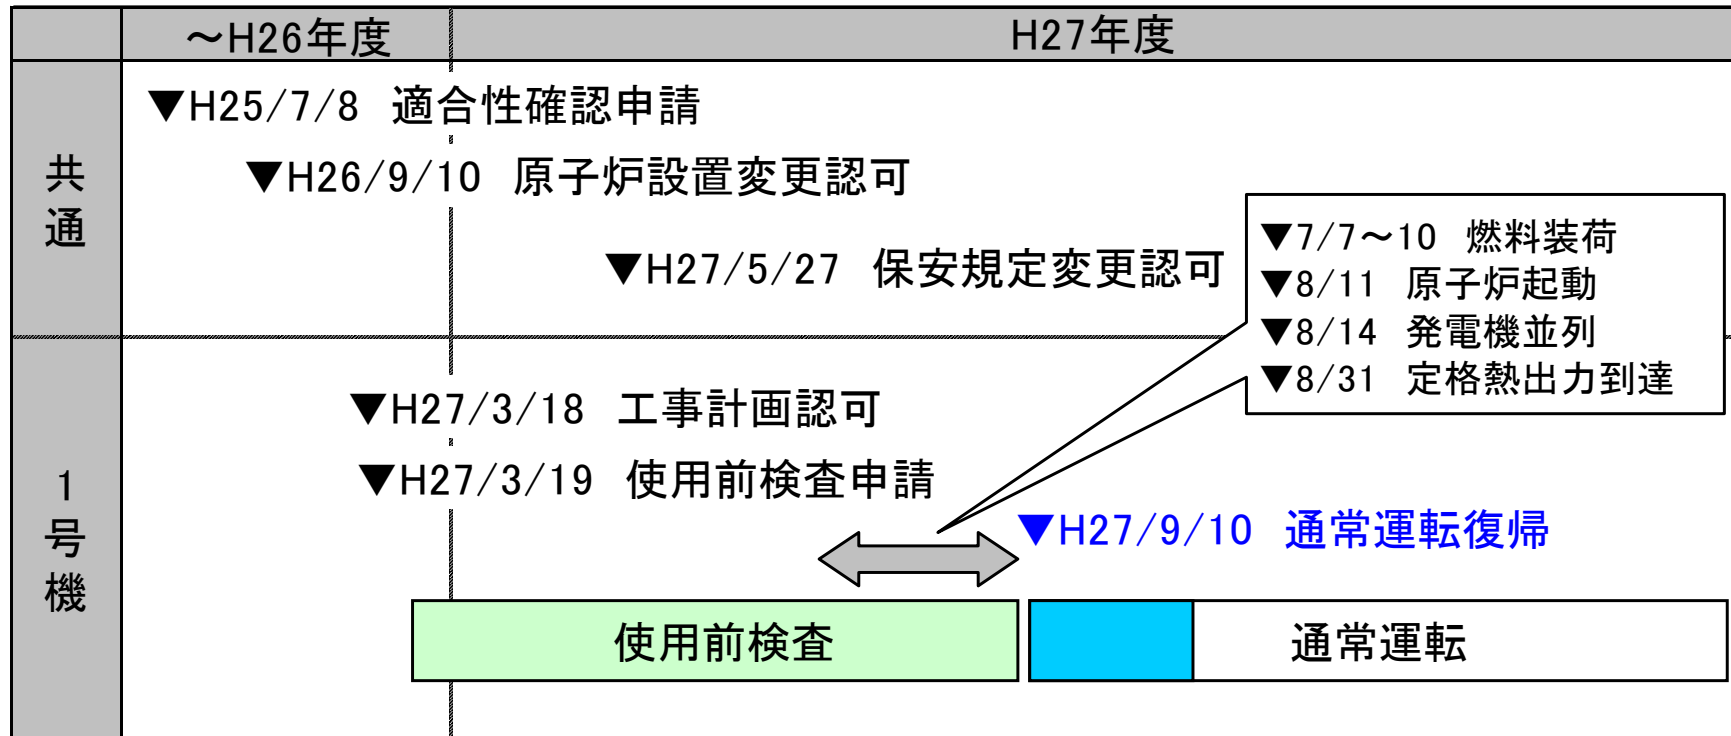 ～H26年度
H27年度
共通
▼H25/7/8 適合性確認申請
▼H26/9/10 原子炉設置変更認可
▼H27/5/27 保安規定変更認可
▼7/7～10 燃料装荷
▼8/11 原子炉起動
▼8/14 発電機並列
▼8/31 定格熱出力到達
1号機
▼H27/3/18 工事計画認可
▼H27/3/19 使用前検査申請
▼H27/9/10 通常運転復帰
使用前検査
通常運転